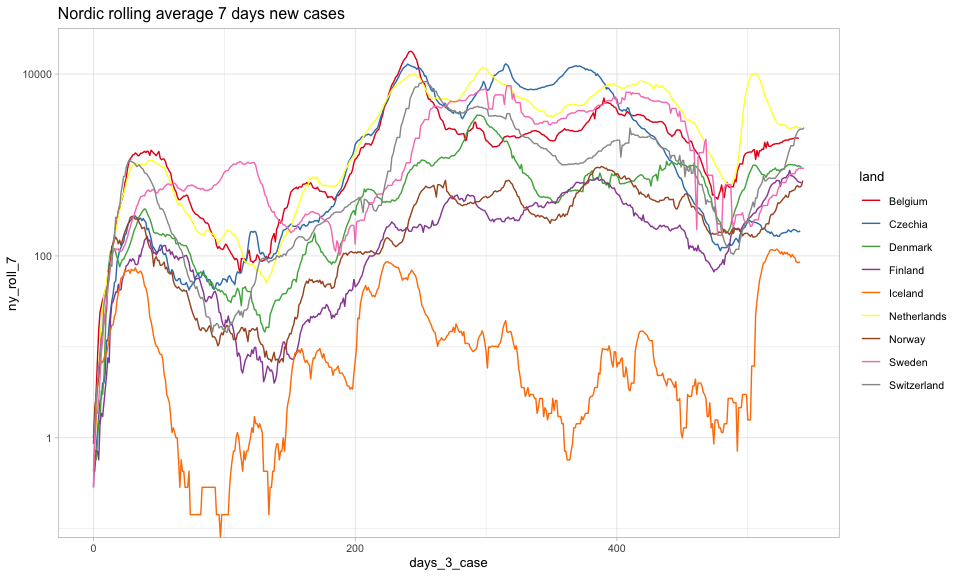 Nordic rolling average 7 days new cases
ny_roll_7
10000
100
1
0
200
400
days_3_case
land
Belgium
Czechia
Denmark
Finland
Iceland
Netherlands
Norway
Sweden
Switzerland